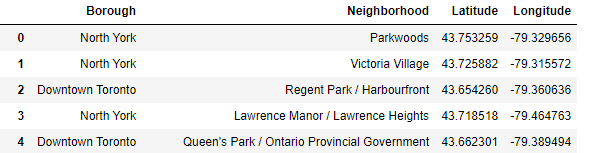 Borough Neighborhood Latitude Longitude
0 North York Parkwoods 43.753259 -79.329656
1 North York Victoria Village 43.725882 -79.315572
2 Downtown Toronto Regent Park / Harbourfront 43.654260 -79.360636
3 North York Lawrence Manor / Lawrence Heights 43.718518 -79.464763
4 Downtown Toronto Queen's Park / Ontario Provincial Government 43.662301 -79.389494